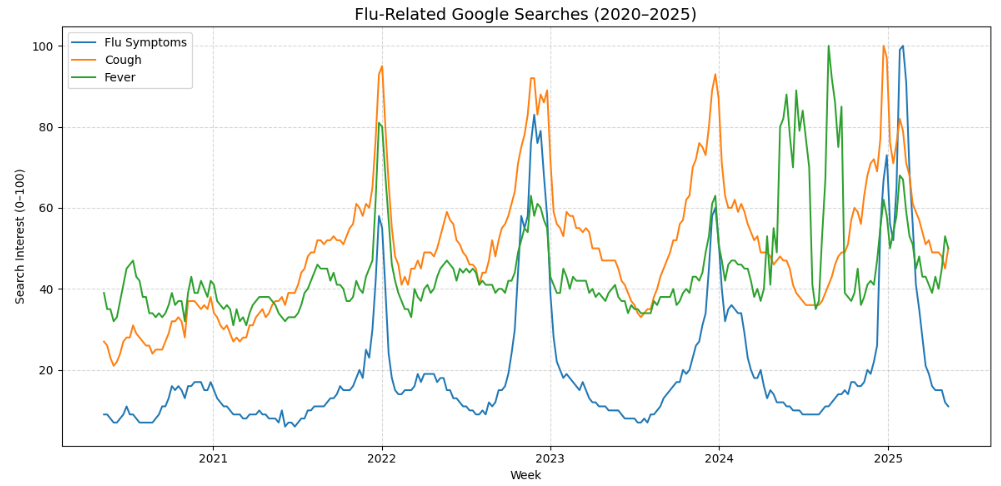 Flu-Related Google Searches (2020–2025)
Flu Symptoms
Cough
Fever
Search Interest (0–100)
100
80
60
40
20
2021
2022
2023
2024
2025
Week